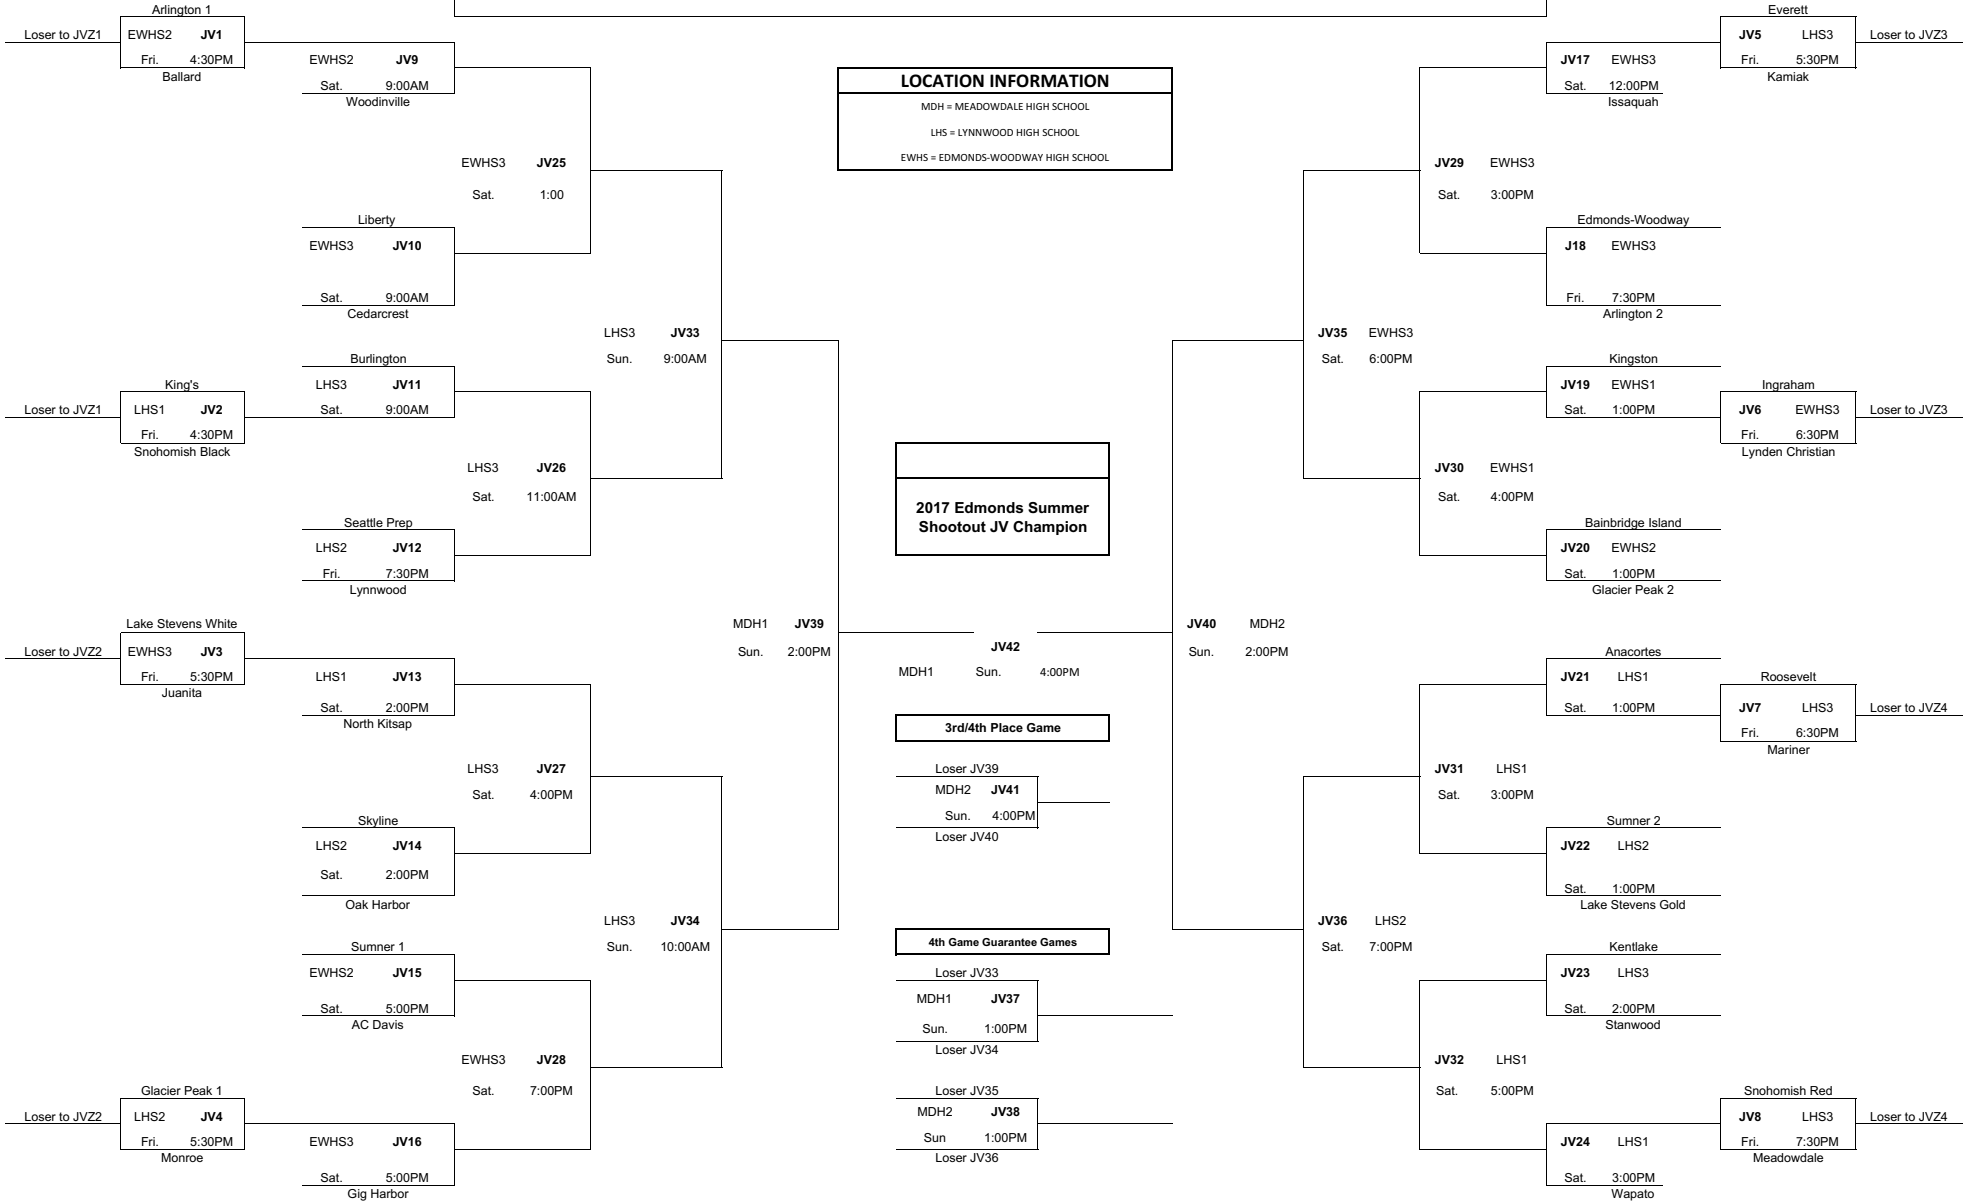 Arlington 1
Loser to JVZ1
EWHS2 JV1
Fri. 4:30PM
Ballard
EWHS2 JV9
Sat. 9:00AM
Woodinville
EWHS3 JV25
Sat. 1:00
Liberty
EWHS3 JV10
Sat. 9:00AM
Cedarcrest
LHS3 JV33
Sun. 9:00AM
Burlington
LHS3 JV11
Sat. 9:00AM
King's
Loser to JVZ1
LHS1 JV2
Fri. 4:30PM
Snohomish Black
LHS3 JV26
Sat. 11:00AM
Seattle Prep
LHS2 JV12
Fri. 7:30PM
Lynnwood
MDH1 JV39
Sun. 2:00PM
Lake Stevens White
Loser to JVZ2
EWHS3 JV3
Fri. 5:30PM
Juanita
LHS1 JV13
Sat. 2:00PM
North Kitsap
LHS3 JV27
Sat. 4:00PM
Skyline
LHS2 JV14
Sat. 2:00PM
Oak Harbor
LHS3 JV34
Sun. 10:00AM
Sumner 1
EWHS2 JV15
Sat. 5:00PM
AC Davis
EWHS3 JV28
Sat. 7:00PM
Glacier Peak 1
Loser to JVZ2
LHS2 JV4
Fri. 5:30PM
Monroe
EWHS3 JV16
Sat. 5:00PM
Gig Harbor
LOCATION INFORMATION
MDH = MEADOWDALE HIGH SCHOOL
LHS = LYNNWOOD HIGH SCHOOL
EWHS = EDMONDS-WOODWAY HIGH SCHOOL
2017 Edmonds Summer
Shootout JV Champion
JV42
MDH1 Sun. 4:00PM
3rd/4th Place Game
Loser JV39
MDH2 JV41
Sun. 4:00PM
Loser JV40
4th Game Guarantee Games
Loser JV33
MDH1 JV37
Sun. 1:00PM
Loser JV34
Loser JV35
MDH2 JV38
Sun 1:00PM
Loser JV36
Everett
JV5 LHS3
Loser to JVZ3
Fri. 5:30PM
Kamiak
JV17 EWHS3
Sat. 12:00PM
Issaquah
JV29 EWHS3
Sat. 3:00PM
Edmonds-Woodway
J18 EWHS3
Fri. 7:30PM
Arlington 2
JV35 EWHS3
Sat. 6:00PM
Kingston
JV19 EWHS1
Sat. 1:00PM
Ingraham
JV6 EWHS3
Loser to JVZ3
Fri. 6:30PM
Lynden Christian
JV30 EWHS1
Sat. 4:00PM
Bainbridge Island
JV20 EWHS2
Sat. 1:00PM
Glacier Peak 2
JV40 MDH2
Sun. 2:00PM
Anacortes
JV21 LHS1
Sat. 1:00PM
Roosevelt
JV7 LHS3
Loser to JVZ4
Fri. 6:30PM
Mariner
JV31 LHS1
Sat. 3:00PM
Sumner 2
JV22 LHS2
Sat. 1:00PM
Lake Stevens Gold
JV36 LHS2
Sat. 7:00PM
Kentlake
JV23 LHS3
Sat. 2:00PM
Stanwood
JV32 LHS1
Sat. 5:00PM
Snohomish Red
JV8 LHS3
Loser to JVZ4
Fri. 7:30PM
Meadowdale
JV24 LHS1
Sat. 3:00PM
Wapato